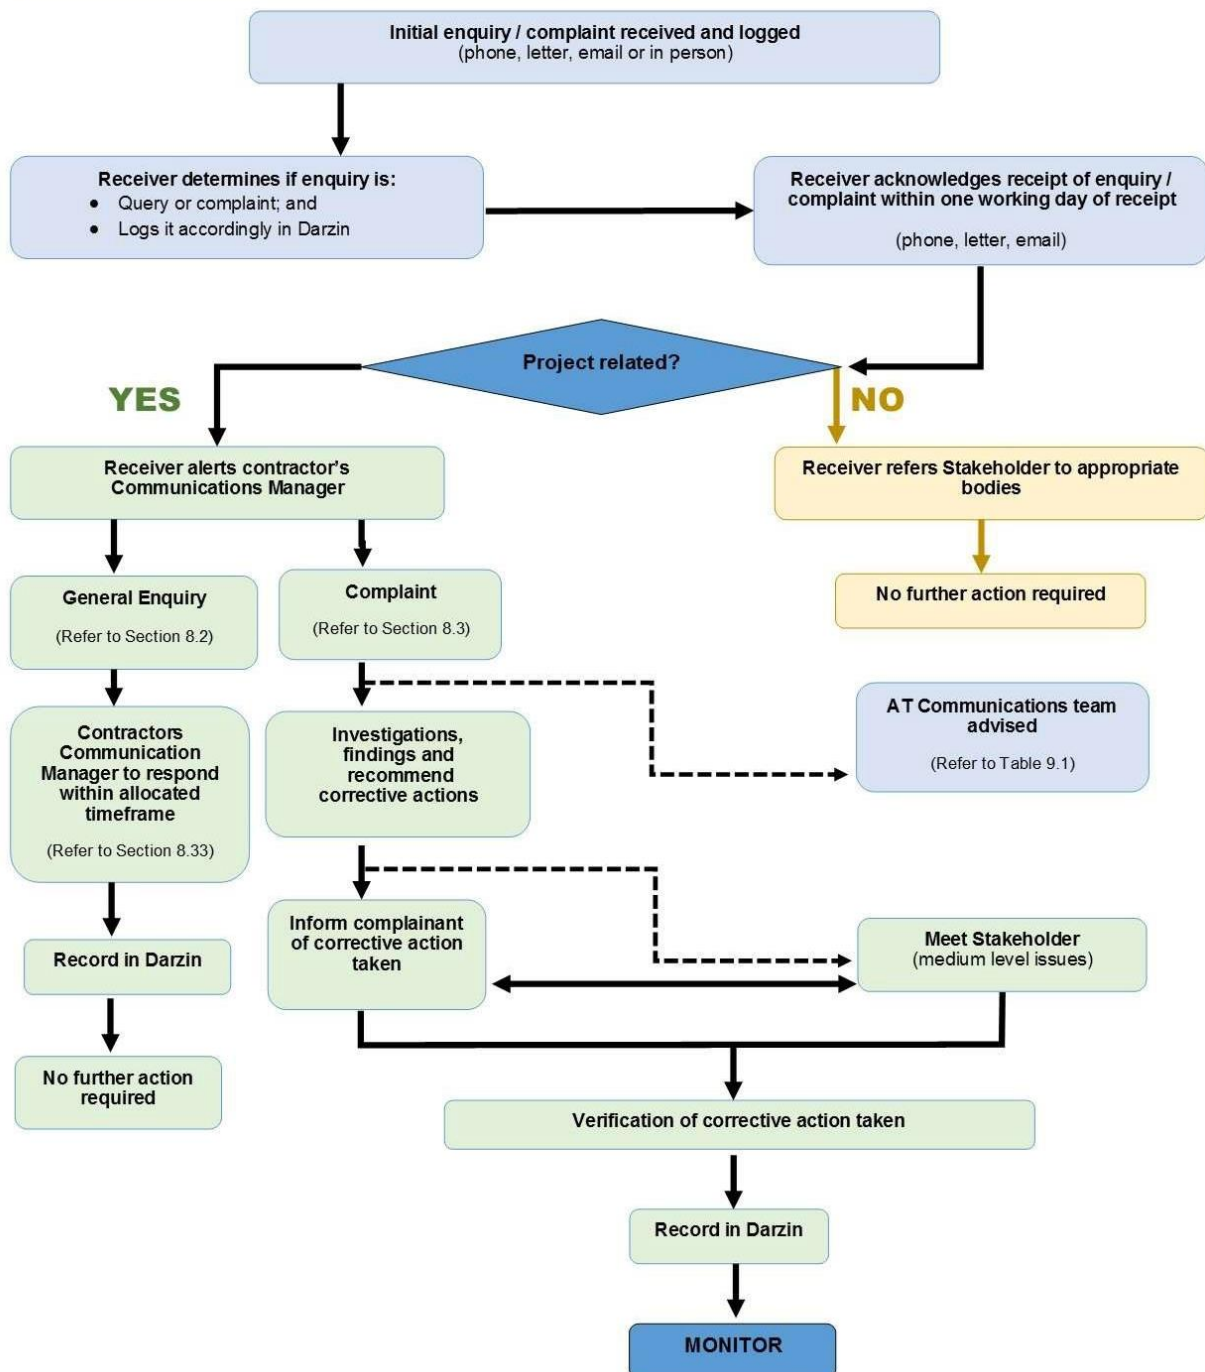 Initial enquiry / complaint received and logged
(phone, letter, email or in person)
Receiver determines if enquiry is:
● Query or complaint; and
● Logs it accordingly in Darzin
Receiver acknowledges receipt of enquiry /
complaint within one working day of receipt
(phone, letter, email)
Project related?
YES
NO
Receiver alerts contractor's
Communications Manager
Receiver refers Stakeholder to appropriate
bodies
General Enquiry
(Refer to Section 8.2)
Complaint
(Refer to Section 8.3)
No further action required
Contractors
Communication
Manager to respond
within allocated
timeframe
(Refer to Section 8.33)
Investigations,
findings and
recommend
corrective actions
AT Communications team
advised
(Refer to Table 9.1)
Record in Darzin
Inform complainant
of corrective action
taken
Meet Stakeholder
(medium level issues)
No further action
required
Verification of corrective action taken
Record in Darzin
MONITOR